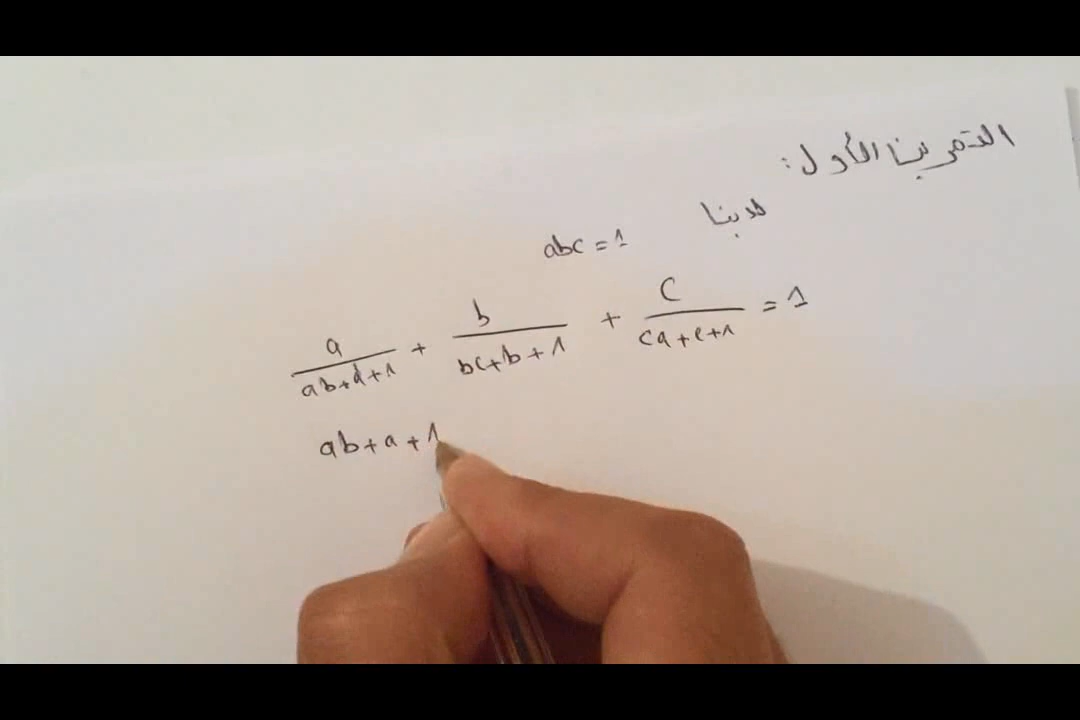 التمرين الأول:
لدينا
abc = 1
a/(ab+a+1) + b/(bc+b+1) + c/(ca+c+1) = 1
ab+a+1